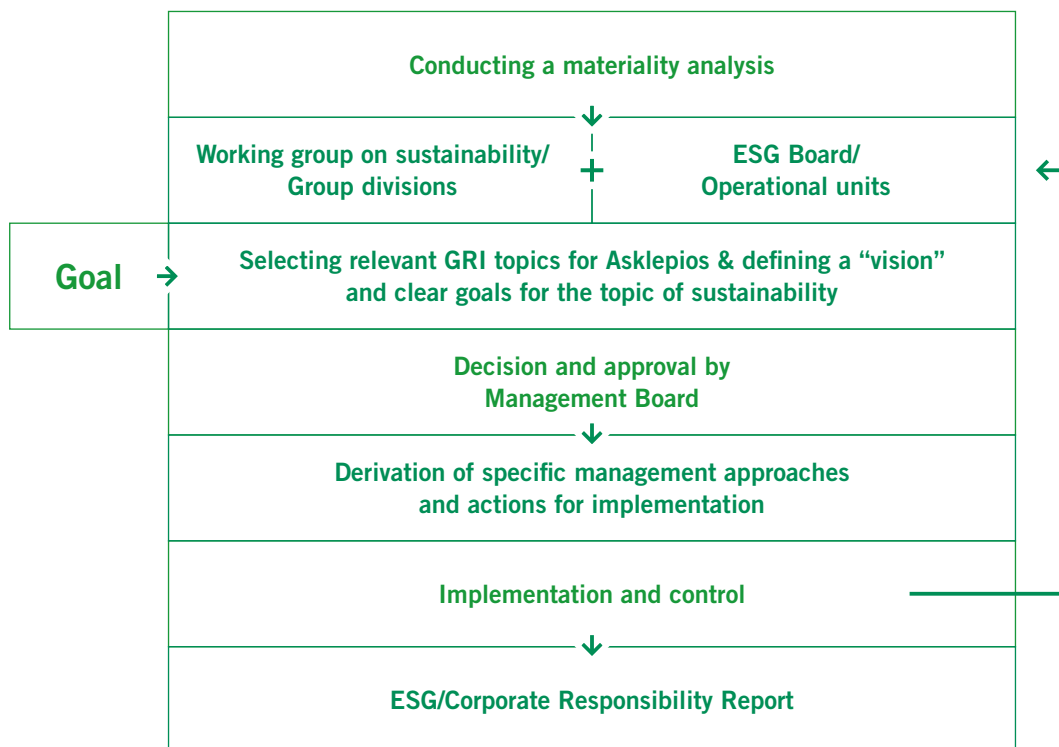 Conducting a materiality analysis
Working group on sustainability/
Group divisions
+
ESG Board/
Operational units
Goal
Selecting relevant GRI topics for Asklepios & defining a “vision”
and clear goals for the topic of sustainability
Decision and approval by
Management Board
Derivation of specific management approaches
and actions for implementation
Implementation and control
ESG/Corporate Responsibility Report